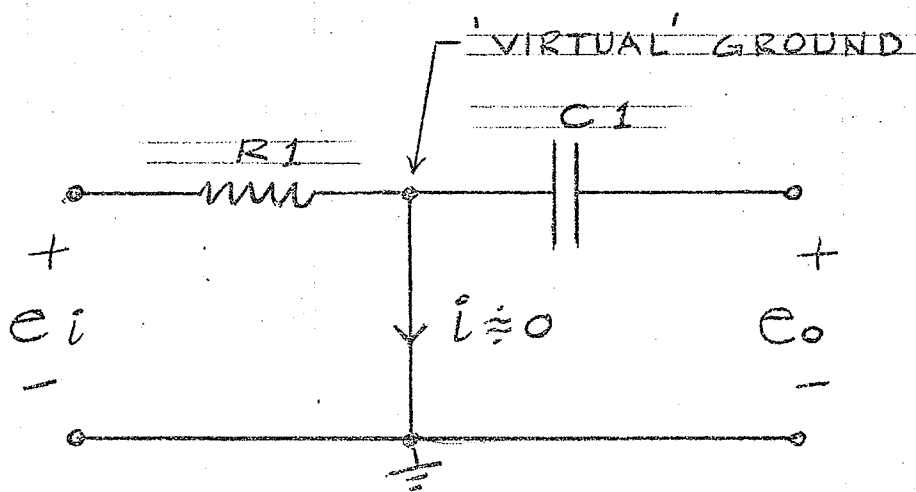 'VIRTUAL' GROUND
C1
R1
+ +
ei i ≑ 0 eo
- -